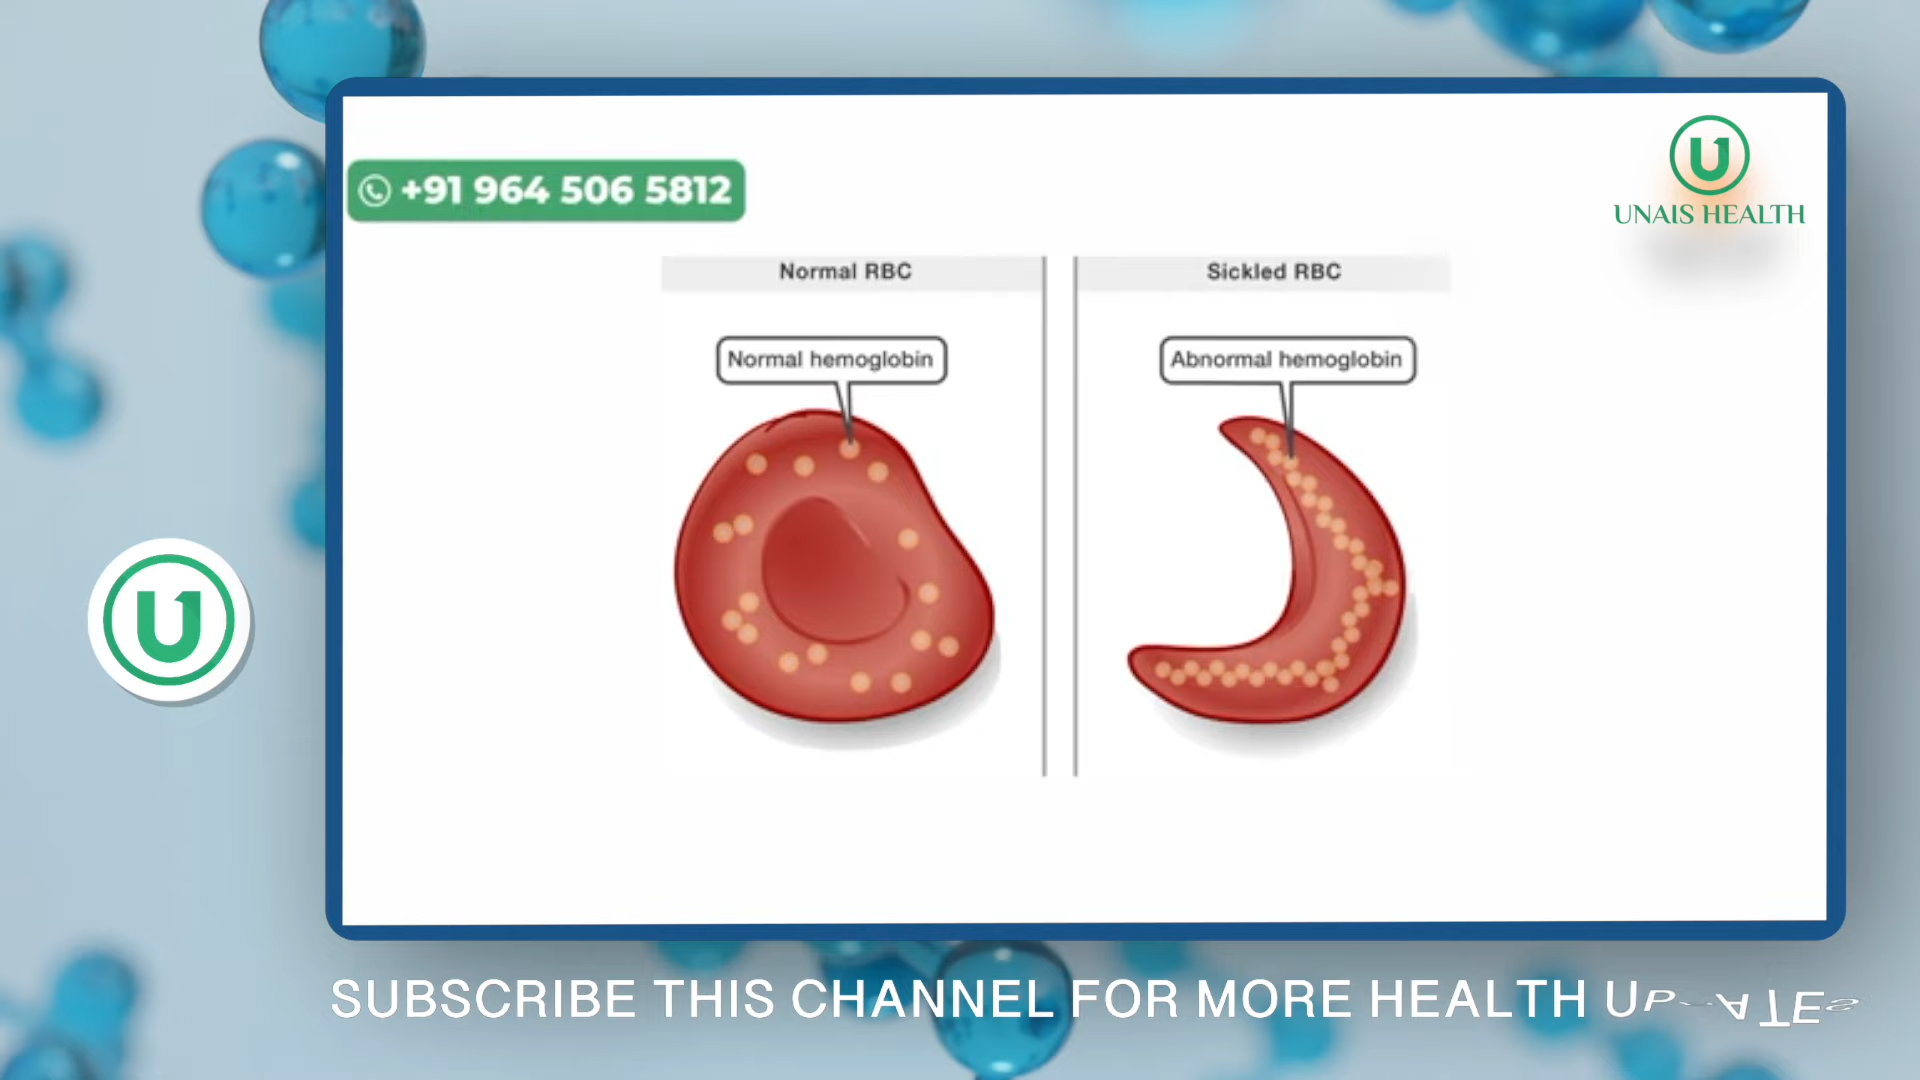 +91 964 506 5812
U
UNAIS HEALTH
Normal RBC
Sickled RBC
Normal hemoglobin
Abnormal hemoglobin
U
SUBSCRIBE THIS CHANNEL FOR MORE HEALTH